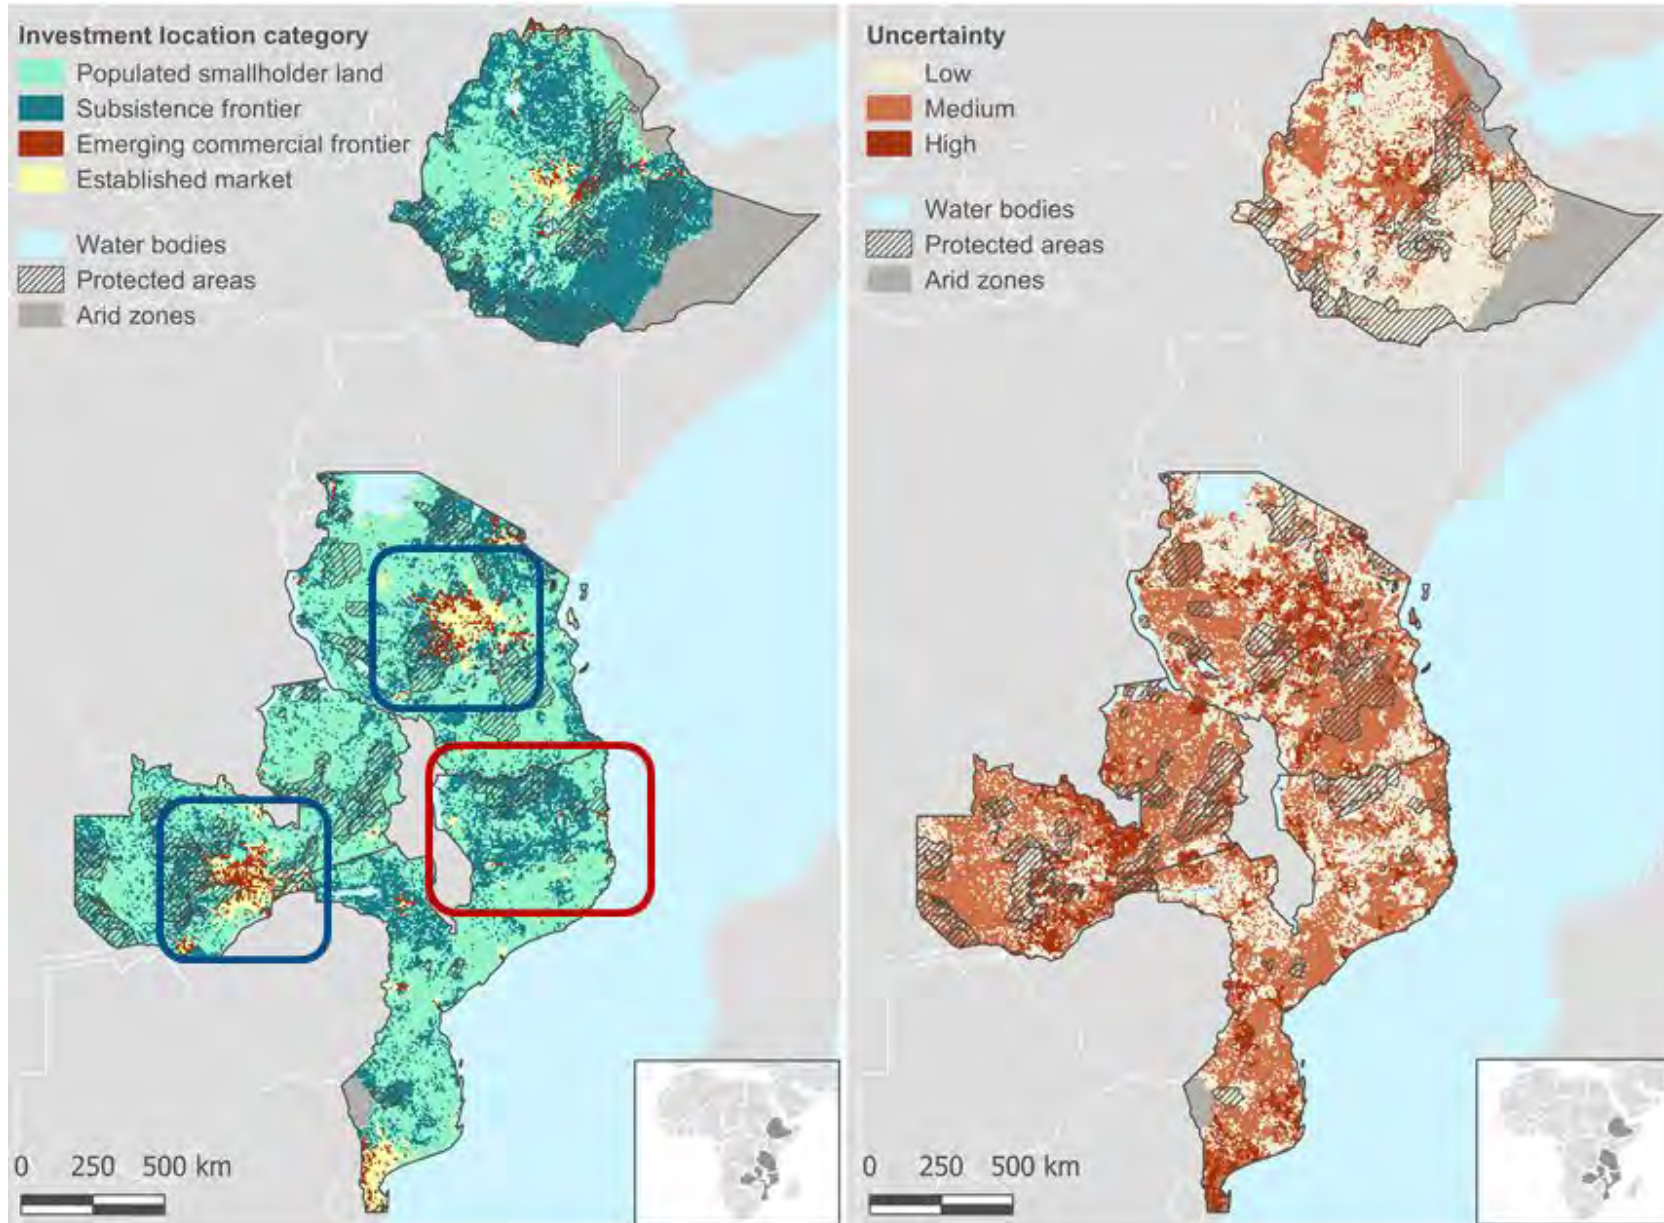 Investment location category
Populated smallholder land
Subsistence frontier
Emerging commercial frontier
Established market
Water bodies
Protected areas
Arid zones
0 250 500 km
Uncertainty
Low
Medium
High
Water bodies
Protected areas
Arid zones
0 250 500 km